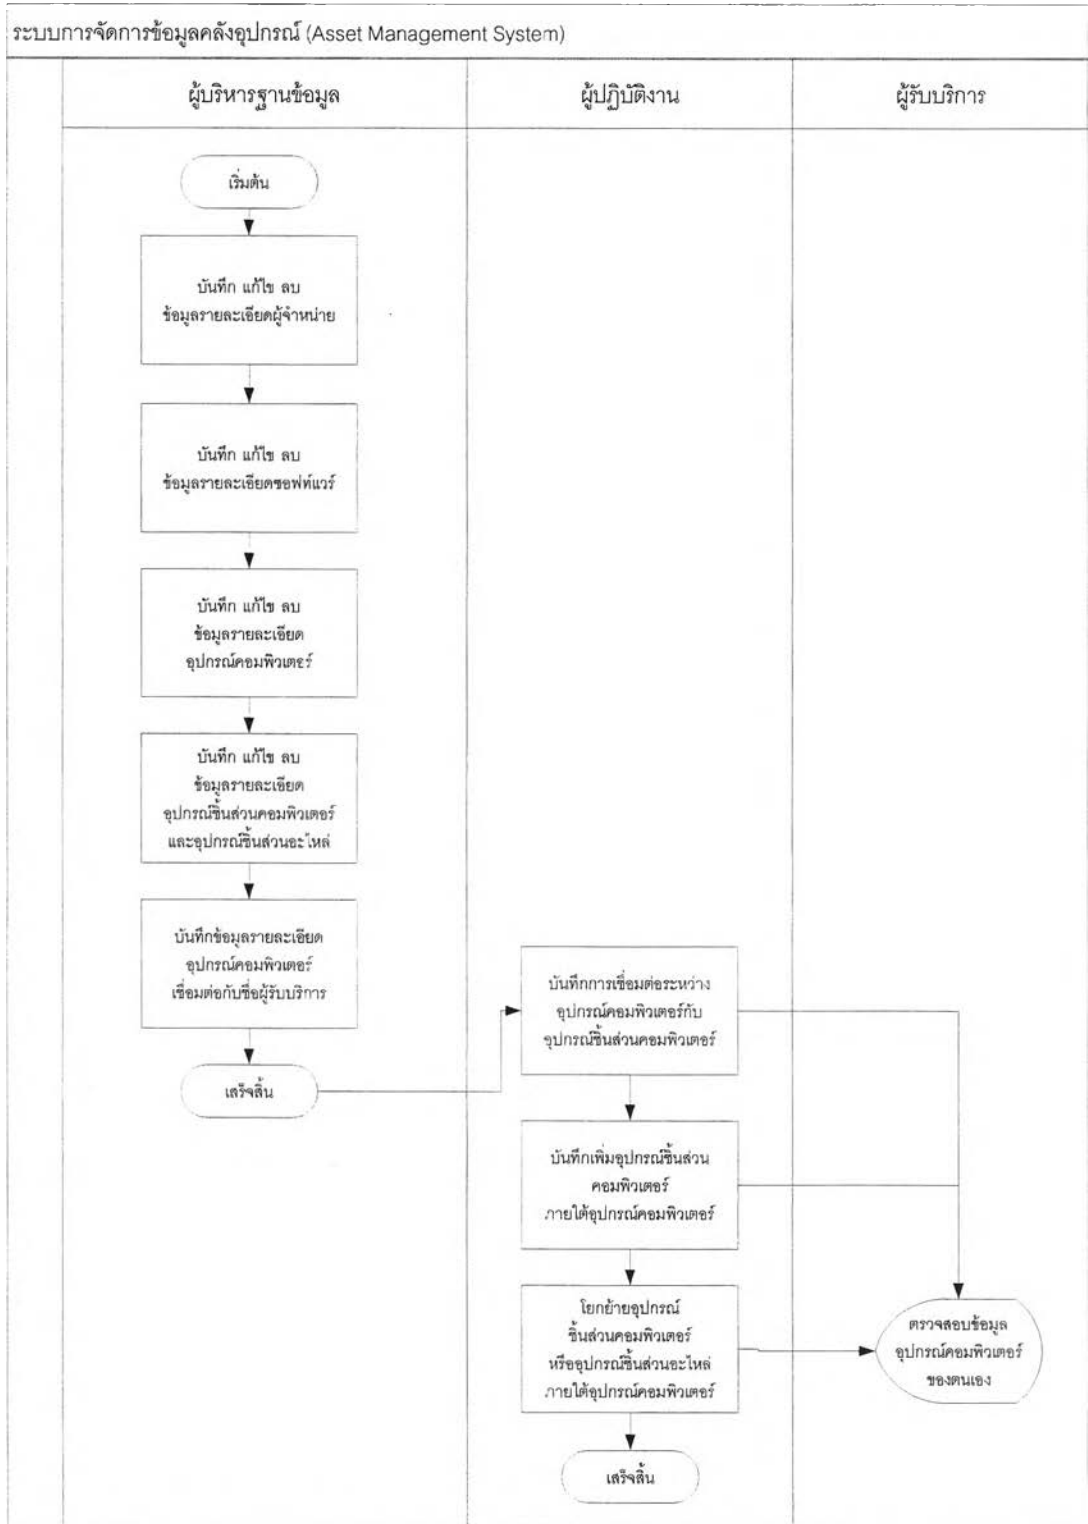 ระบบการจัดการข้อมูลคลังอุปกรณ์ (Asset Management System)
ผู้บริหารฐานข้อมูล
ผู้ปฏิบัติงาน
ผู้รับบริการ
เริ่มต้น
บันทึก แก้ไข ลบ
ข้อมูลรายละเอียดผู้จำหน่าย
บันทึก แก้ไข ลบ
ข้อมูลรายละเอียดซอฟท์แวร์
บันทึก แก้ไข ลบ
ข้อมูลรายละเอียด
อุปกรณ์คอมพิวเตอร์
บันทึก แก้ไข ลบ
ข้อมูลรายละเอียด
อุปกรณ์ชิ้นส่วนคอมพิวเตอร์
และอุปกรณ์ชิ้นส่วนอะไหล่
บันทึกข้อมูลรายละเอียด
อุปกรณ์คอมพิวเตอร์
เชื่อมต่อกับชื่อผู้รับบริการ
เสร็จสิ้น
บันทึกการเชื่อมต่อระหว่าง
อุปกรณ์คอมพิวเตอร์กับ
อุปกรณ์ชิ้นส่วนคอมพิวเตอร์
บันทึกเพิ่มอุปกรณ์ชิ้นส่วน
คอมพิวเตอร์
ภายใต้อุปกรณ์คอมพิวเตอร์
โยกย้ายอุปกรณ์
ชิ้นส่วนคอมพิวเตอร์
หรืออุปกรณ์ชิ้นส่วนอะไหล่
ภายใต้อุปกรณ์คอมพิวเตอร์
เสร็จสิ้น
ตรวจสอบข้อมูล
อุปกรณ์คอมพิวเตอร์
ของตนเอง